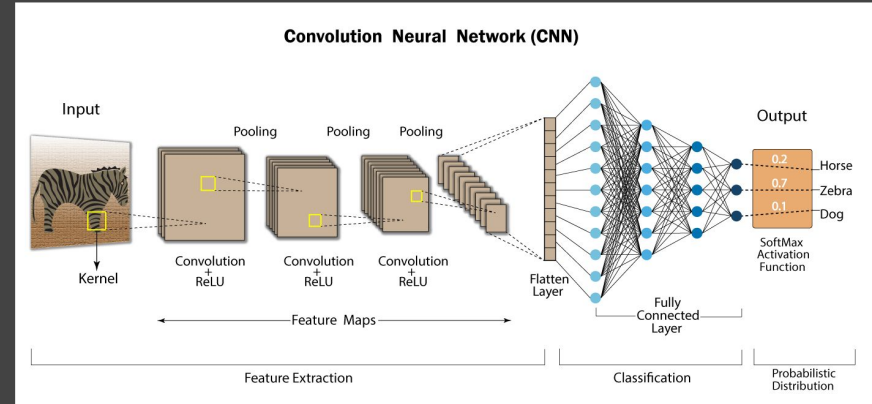 Convolution Neural Network (CNN)
Input
Output
Pooling
Pooling
Pooling
0.2
Horse
0.7
Zebra
0.1
Dog
SoftMax
Activation
Function
Kernel
Convolution
+
ReLU
Convolution
+
ReLU
Convolution
+
ReLU
Flatten
Layer
Fully
Connected
Layer
Feature Maps
Feature Extraction
Classification
Probabilistic
Distribution